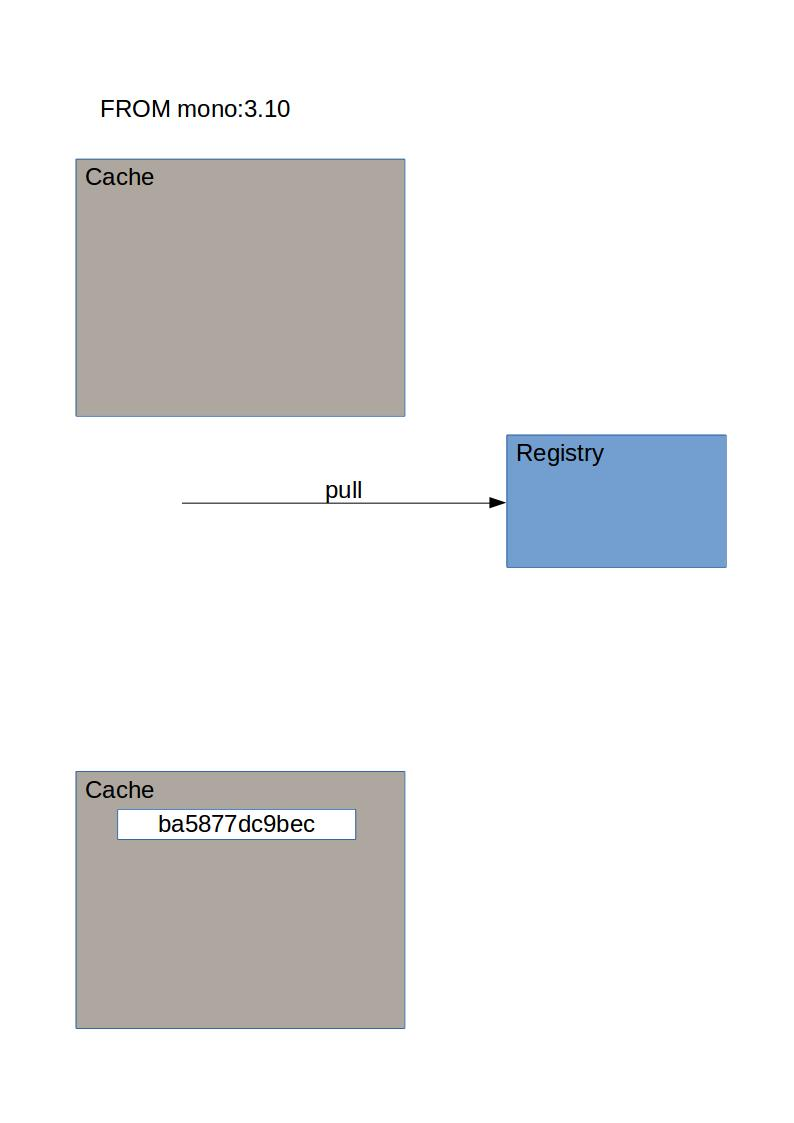 FROM mono:3.10
Cache
Registry
pull
Cache
ba5877dc9bec